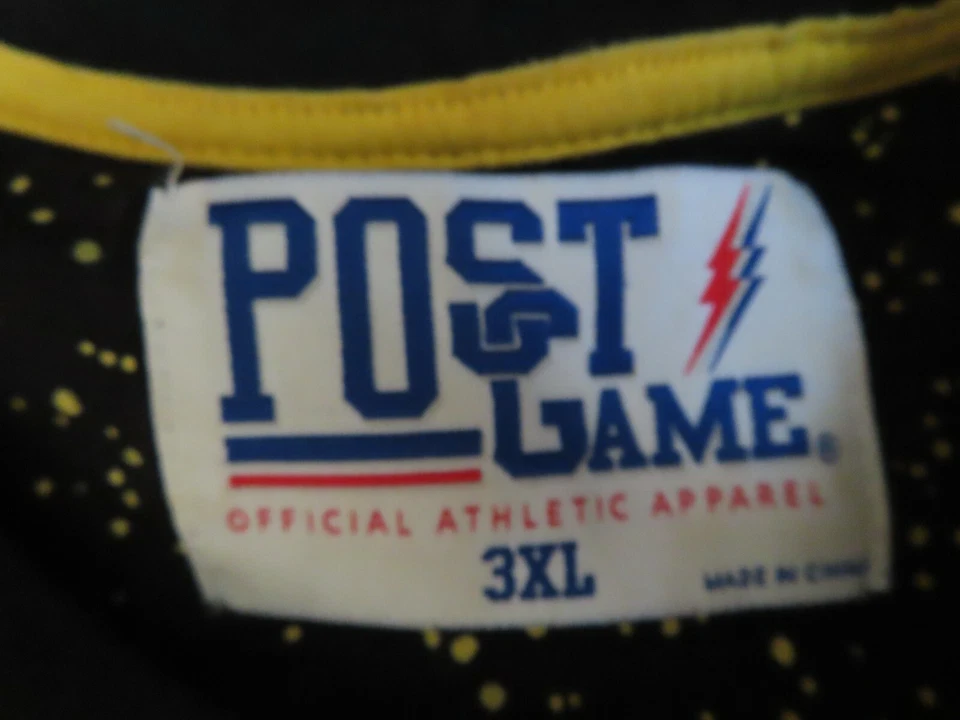 POST
GAME®
OFFICIAL ATHLETIC APPAREL
3XL
MADE IN CHINA